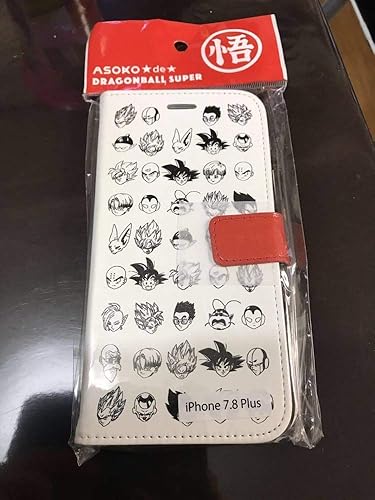 ASOKO★de★
DRAGONBALL SUPER
悟
iPhone 7.8 Plus